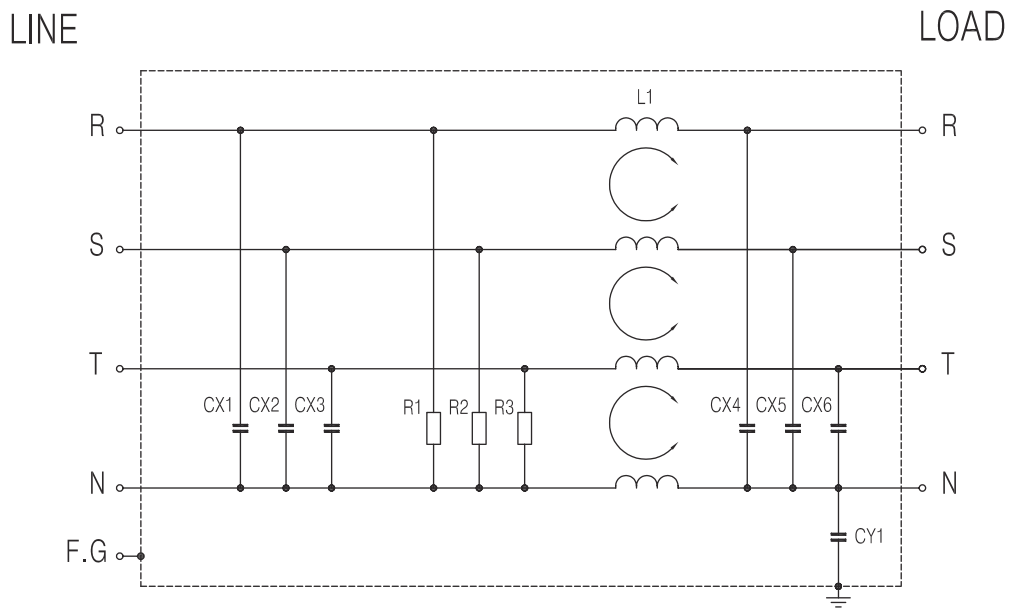 LINE
LOAD
L1
R
R
S
S
T
T
CX1 CX2 CX3 R1 R2 R3 CX4 CX5 CX6
N
N
CY1
F.G